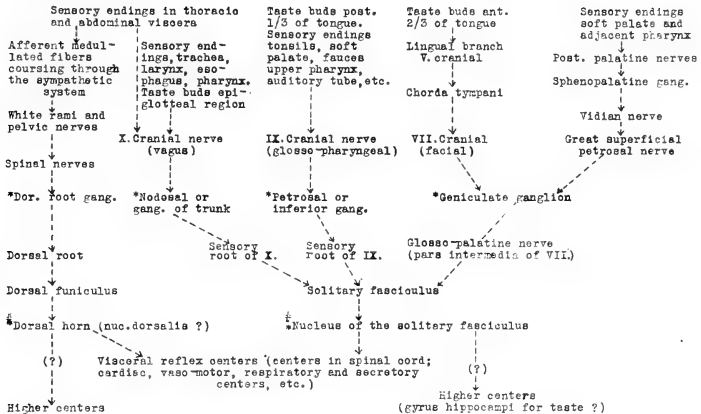 Sensory endings in thoracic
and abdominal viscera
Afferent medul-
lated fibers
coursing through
the sympathetic
system
White rami and
pelvic nerves
Spinal nerves
*Dor. root gang.
Dorsal root
Dorsal funiculus
*Dorsal horn (nuc.dorsalis ?)
(?)
Higher centers
Sensory end-
ings, trachea,
larynx, eso-
phagus, pharynx.
Taste buds epi-
glotteal region
X.Cranial nerve
(vagus)
*Nodosal or
gang. of trunk
Sensory
root of X.
Taste buds post.
1/3 of tongue.
Sensory endings
tonsils, soft
palate, fauces
upper pharynx,
auditory tube,etc.
IX.Cranial nerve
(glosso-pharyngeal)
*Petrosal or
inferior gang.
Sensory
root of IX.
Taste buds ant.
2/3 of tongue
Lingual branch
V.cranial
Chorda tympani
VII.Cranial
(facial)
Sensory endings
soft palate and
adjacent pharynx
Post. palatine nerves
Sphenopalatine gang.
Vidian nerve
Great superficial
petrosal nerve
*Geniculate ganglion
Glosso-palatine nerve
(pars intermedia of VII.)
Solitary fasciculus
*Nucleus of the solitary fasciculus
Visceral reflex centers (centers in spinal cord;
cardiac, vaso-motor, respiratory and secretory
centers, etc.)
(?)
Higher centers
(gyrus hippocampi for taste ?)